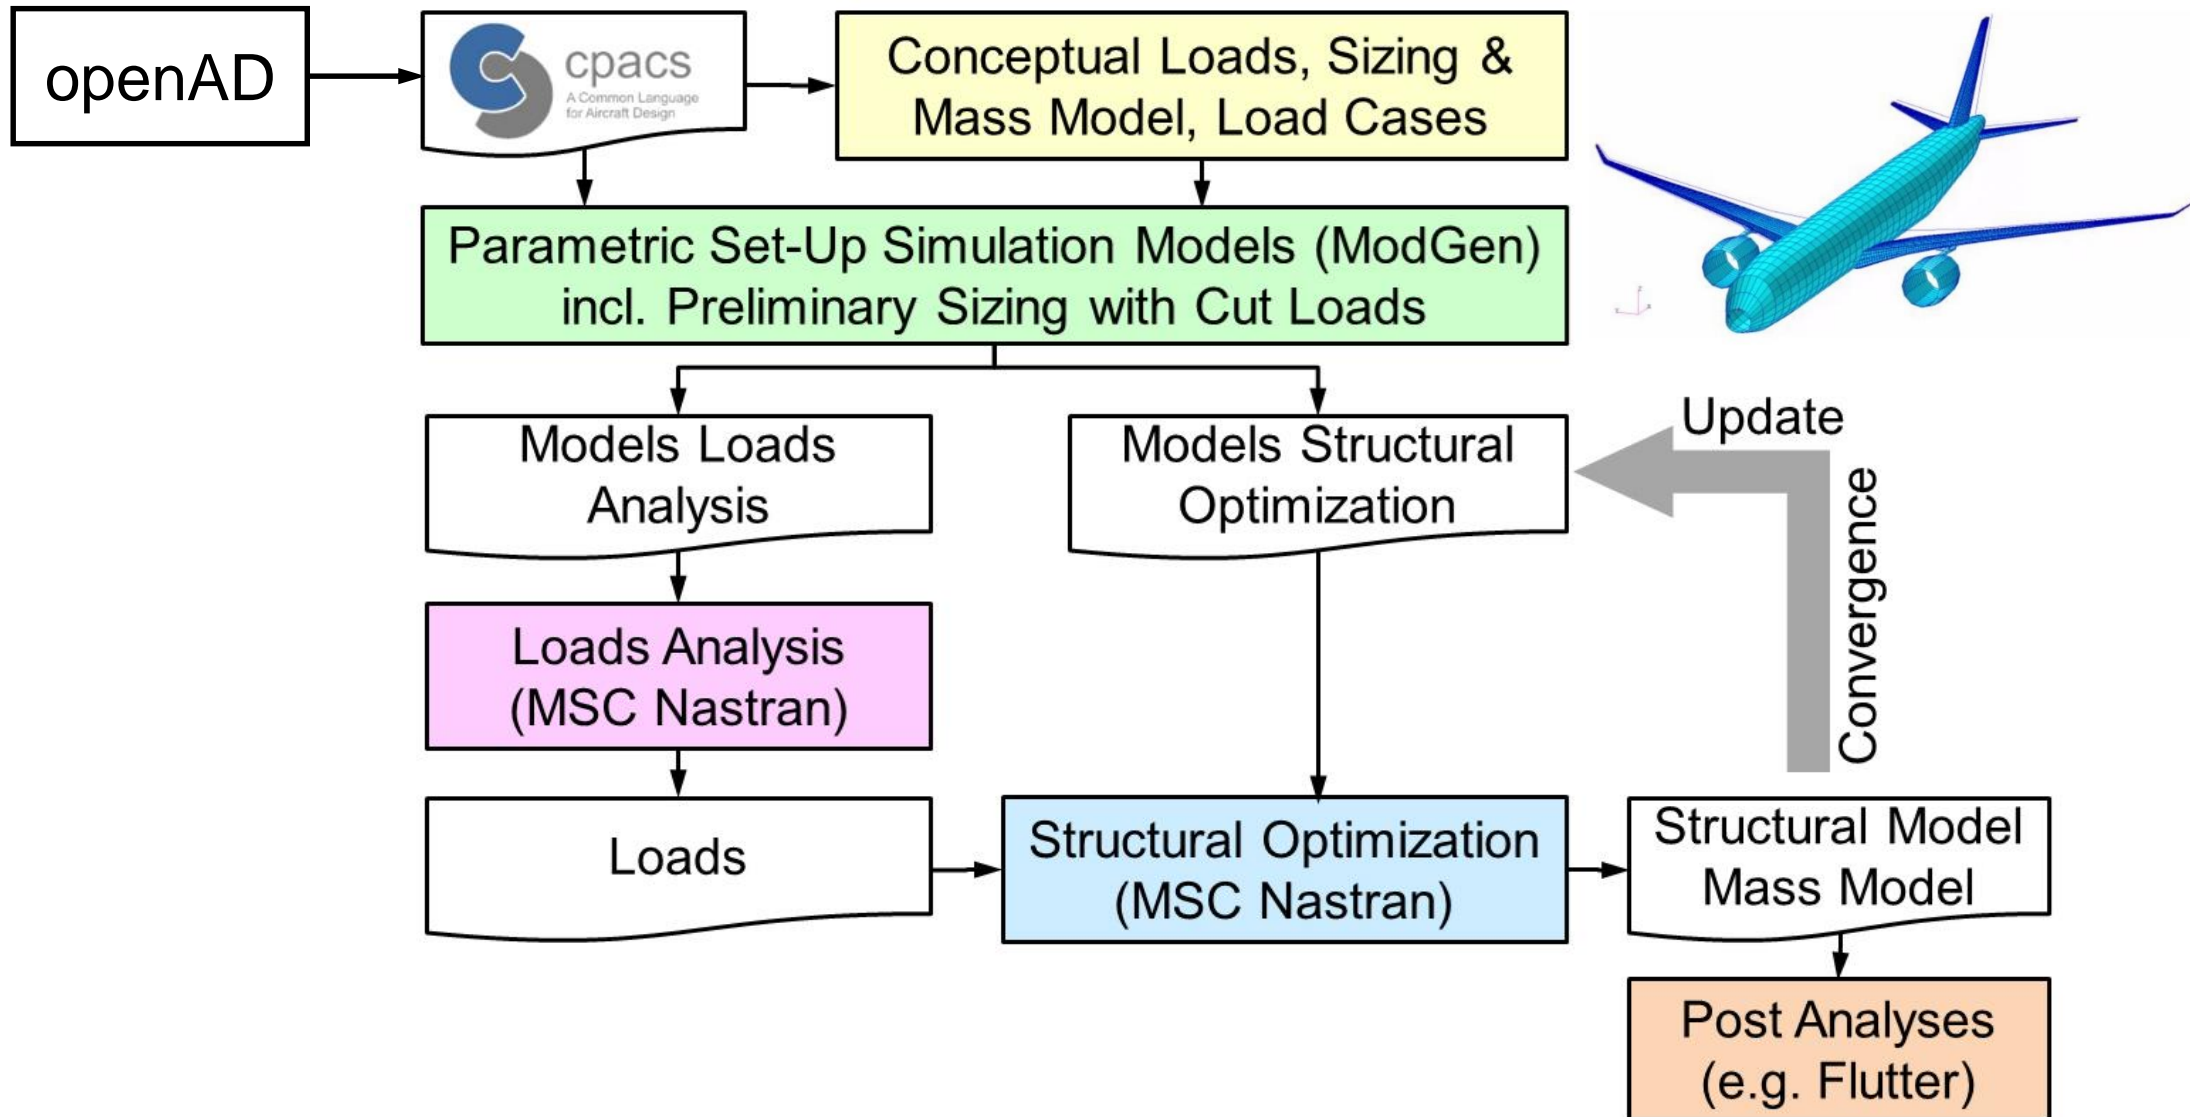 openAD
cpacs
A Common Language
for Aircraft Design
Conceptual Loads, Sizing &
Mass Model, Load Cases
Parametric Set-Up Simulation Models (ModGen)
incl. Preliminary Sizing with Cut Loads
Models Loads
Analysis
Models Structural
Optimization
Update
Convergence
Loads Analysis
(MSC Nastran)
Loads
Structural Optimization
(MSC Nastran)
Structural Model
Mass Model
Post Analyses
(e.g. Flutter)